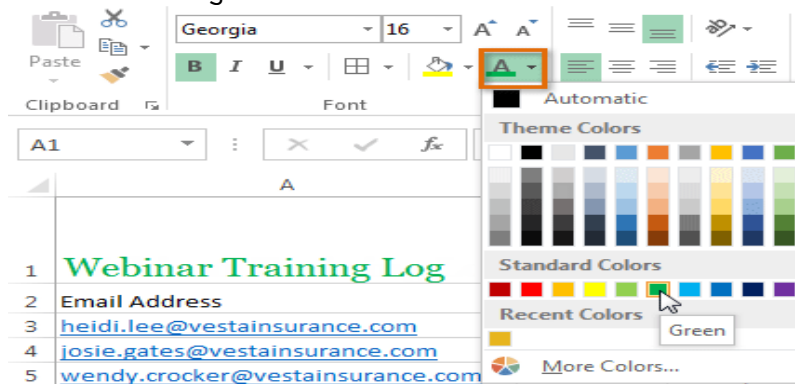 Georgia 16 A A
Paste B I U A
Clipboard Font
Automatic
Theme Colors
A1 fx
A
Standard Colors
1 Webinar Training Log
2 Email Address
Recent Colors
3 heidi.lee@vestainsurance.com
Green
4 josie.gates@vestainsurance.com
More Colors...
5 wendy.crocker@vestainsurance.com